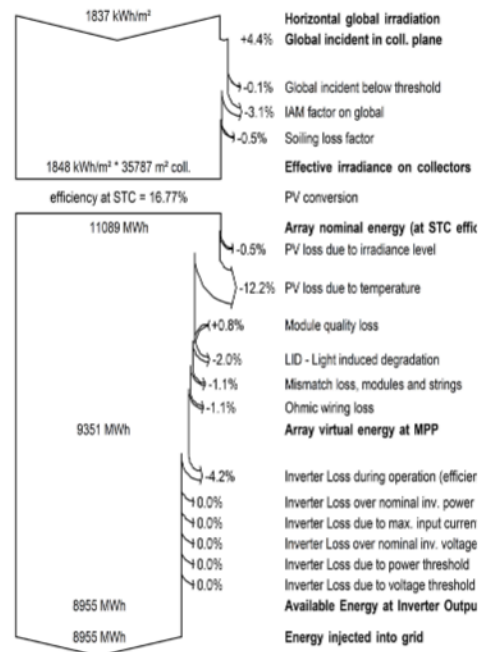 1837 kWh/m² Horizontal global irradiation
+4.4% Global incident in coll. plane
-0.1% Global incident below threshold
-3.1% IAM factor on global
-0.5% Soiling loss factor
1848 kWh/m² * 35787 m² coll. Effective irradiance on collectors
efficiency at STC = 16.77% PV conversion
11089 MWh Array nominal energy (at STC effic
-0.5% PV loss due to irradiance level
-12.2% PV loss due to temperature
+0.8% Module quality loss
-2.0% LID - Light induced degradation
-1.1% Mismatch loss, modules and strings
-1.1% Ohmic wiring loss
9351 MWh Array virtual energy at MPP
-4.2% Inverter Loss during operation (efficien
0.0% Inverter Loss over nominal inv. power
0.0% Inverter Loss due to max. input curren
0.0% Inverter Loss over nominal inv. voltage
0.0% Inverter Loss due to power threshold
0.0% Inverter Loss due to voltage threshold
8955 MWh Available Energy at Inverter Outpu
8955 MWh Energy injected into grid